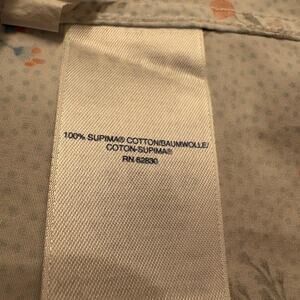 100% SUPIMA® COTTON/BAUMWOLLE/
COTON-SUPIMA®
RN 62830